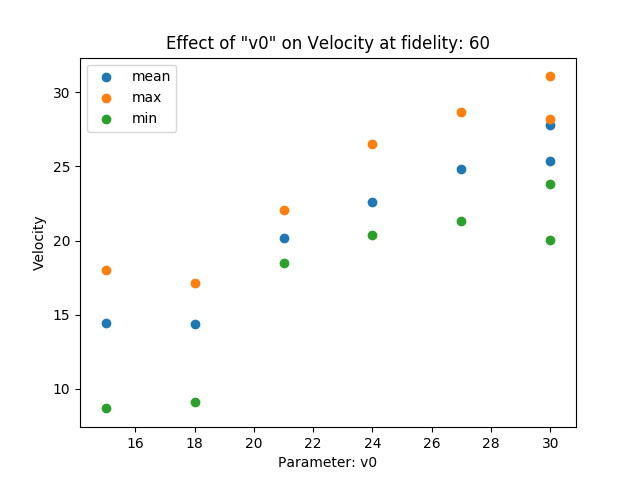 Effect of "v0" on Velocity at fidelity: 60
mean
max
min
30
25
20
15
10
Velocity
16 18 20 22 24 26 28 30
Parameter: v0